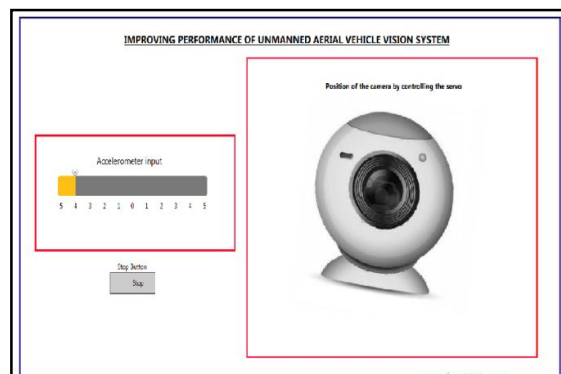 IMPROVING PERFORMANCE OF UNMANNED AERIAL VEHICLE VISION SYSTEM
Position of the camera by controlling the servo
Accelerometer input
5 4 3 2 1 0 1 2 3 4 5
Stop Button
Stop